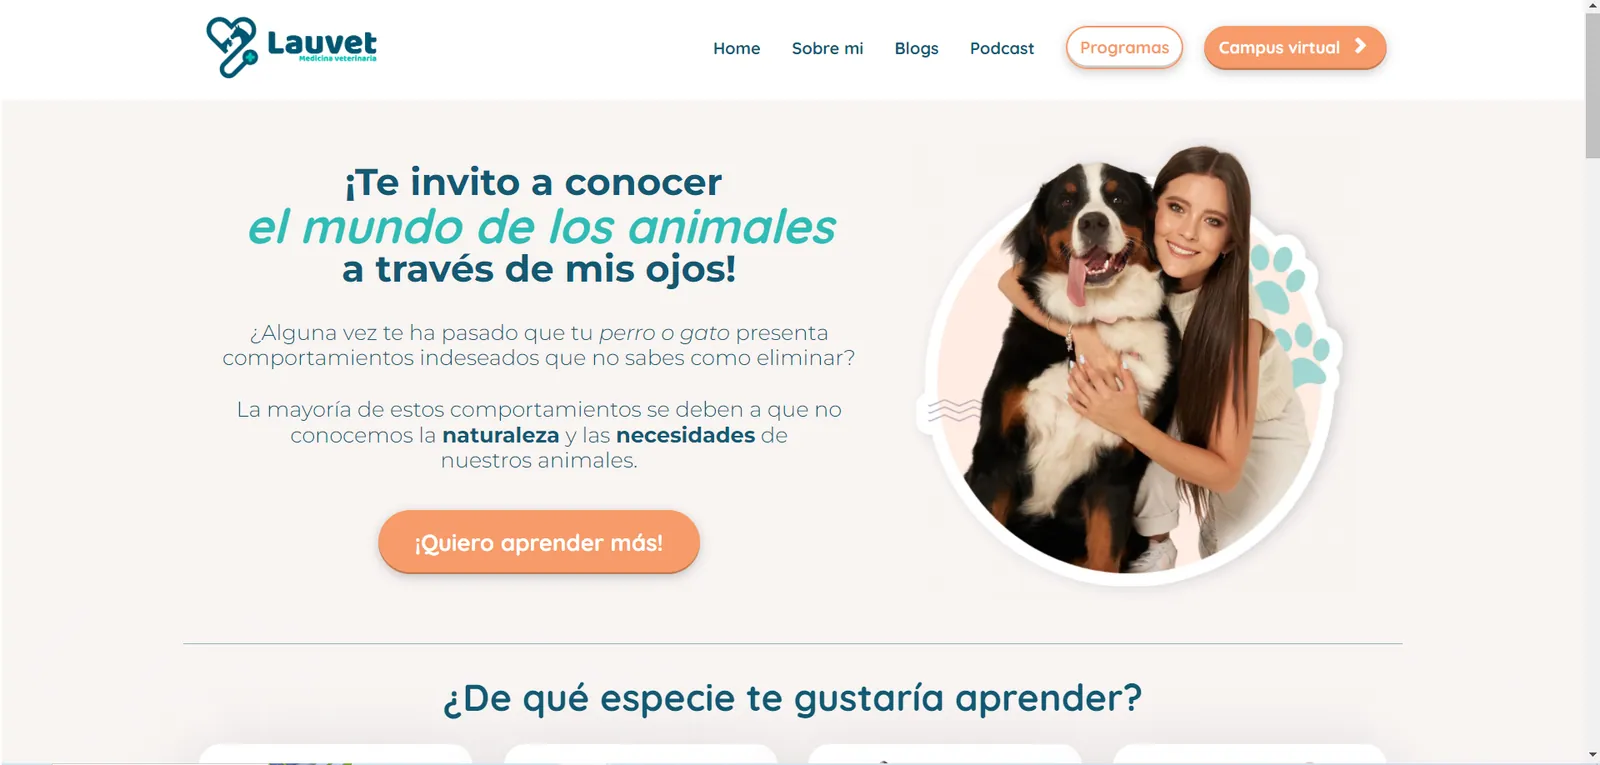 Lauvet
Medicina veterinaria
Home
Sobre mi
Blogs
Podcast
Programas
Campus virtual
¡Te invito a conocer
el mundo de los animales
a través de mis ojos!
¿Alguna vez te ha pasado que tu perro o gato presenta
comportamientos indeseados que no sabes como eliminar?
La mayoría de estos comportamientos se deben a que no
conocemos la naturaleza y las necesidades de
nuestros animales.
¡Quiero aprender más!
¿De qué especie te gustaría aprender?